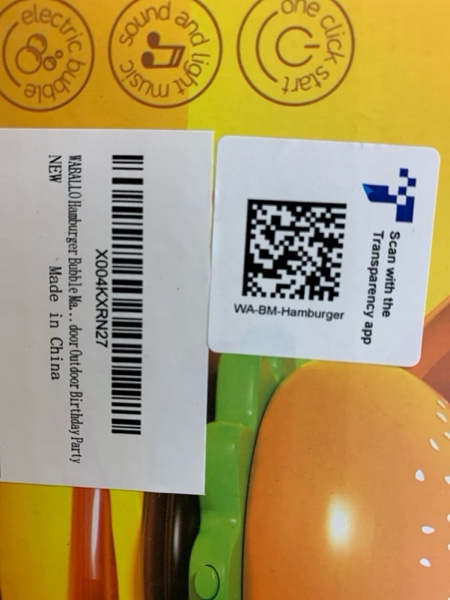 electric bubble
sound and light music
one click start
X004KXRN27
WABALLO Hamburger Bubble Ma...door Outdoor Birthday Party
NEW
Made in China
Scan with the
Transparency app
WA-BM-Hamburger